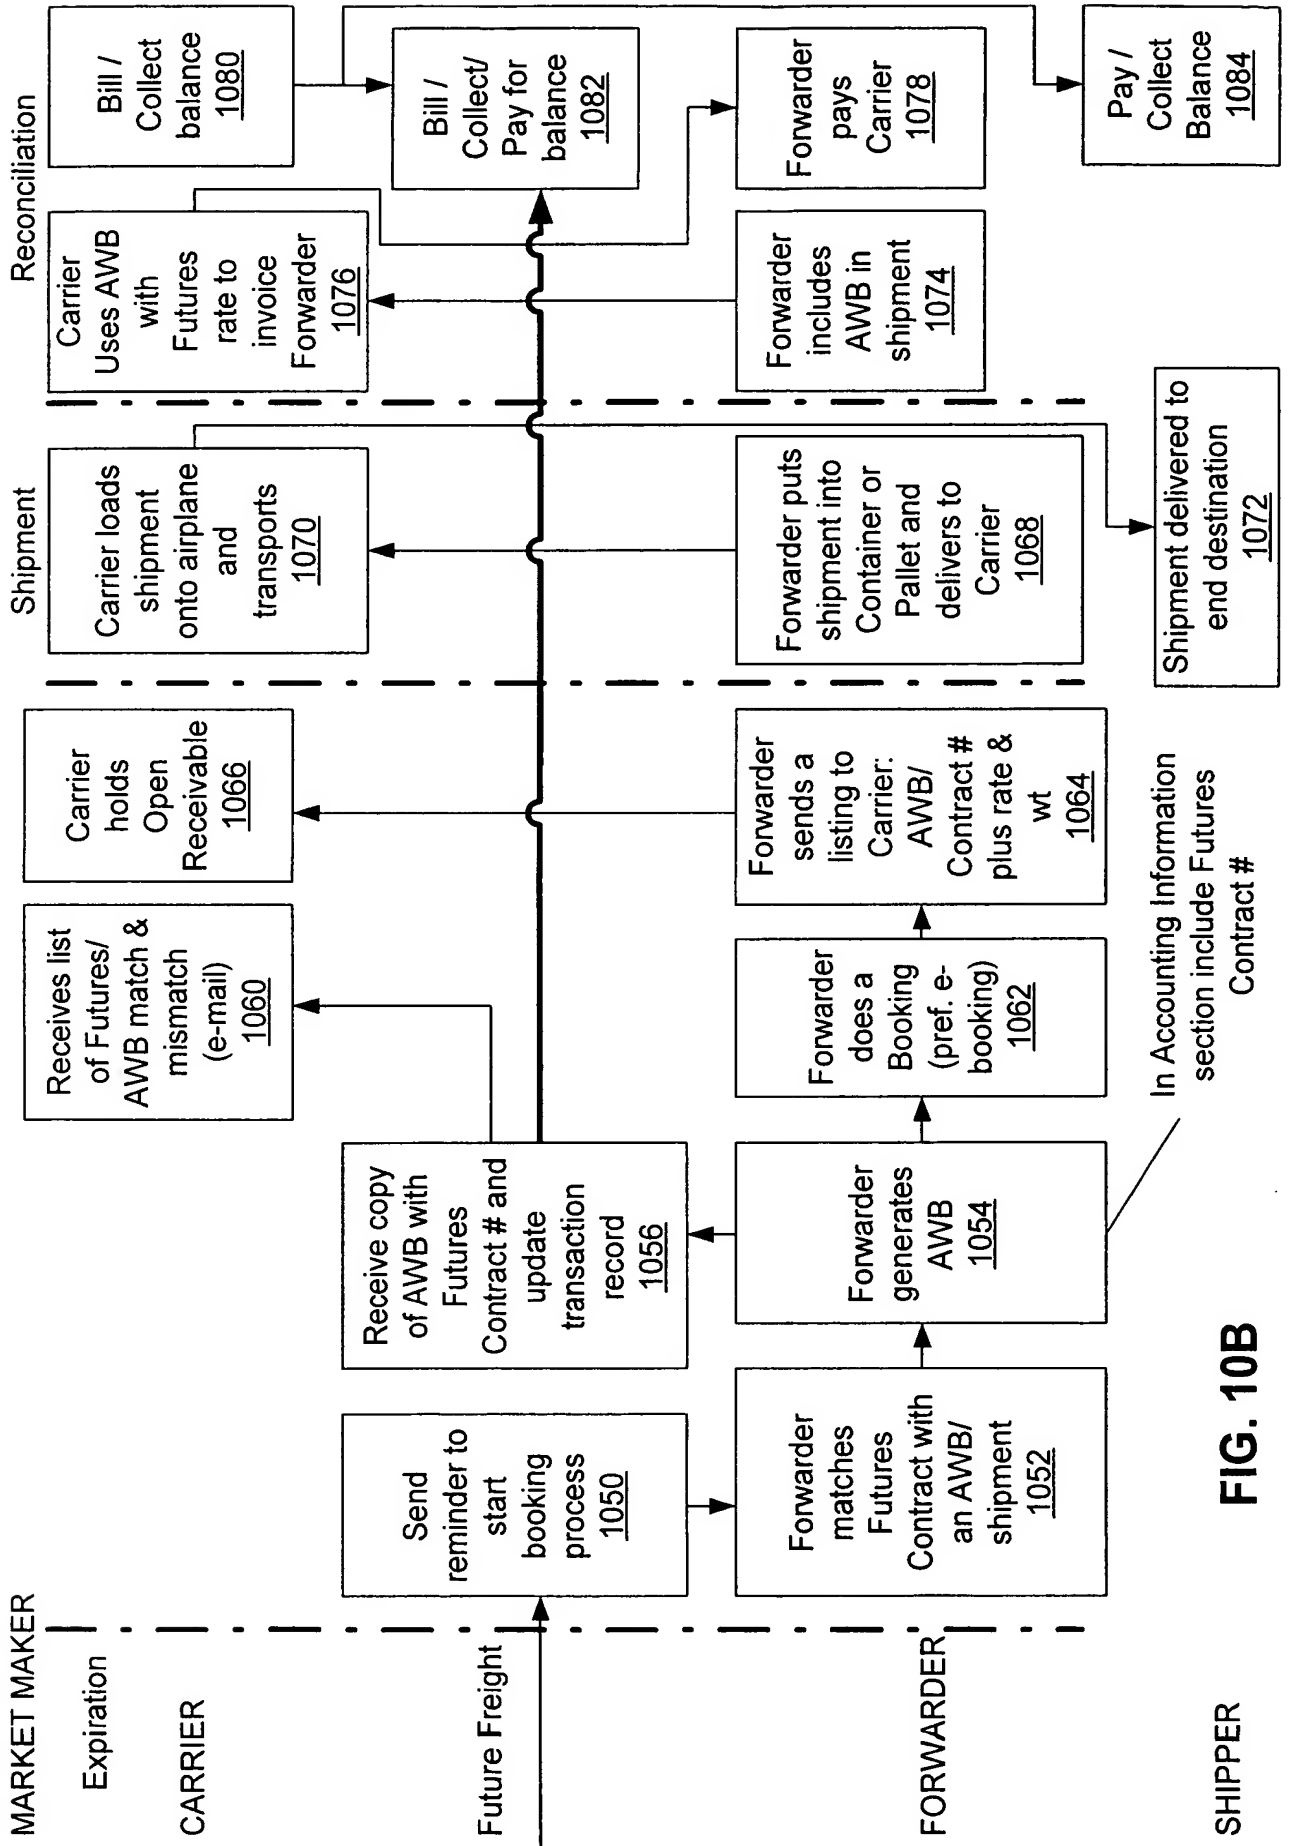 MARKET MAKER
Expiration
Shipment
Reconciliation
CARRIER
Receives list
of Futures/
AWB match &
mismatch
(e-mail)
1060
Carrier
holds
Open
Receivable
1066
Carrier loads
shipment
onto airplane
and
transports
1070
Carrier
Uses AWB
with
Futures
rate to
invoice
Forwarder
1076
Bill /
Collect
balance
1080
Future Freight
Send
reminder to
start
booking
process
1050
Receive copy
of AWB with
Futures
Contract # and
update
transaction
record
1056
Bill /
Collect/
Pay for
balance
1082
FORWARDER
Forwarder
matches
Futures
Contract with
an AWB/
shipment
1052
Forwarder
generates
AWB
1054
Forwarder
does a
Booking
(pref. e-
booking)
1062
Forwarder
sends a
listing to
Carrier:
AWB/
Contract #
plus rate &
wt
1064
Forwarder puts
shipment into
Container or
Pallet and
delivers to
Carrier
1068
Forwarder
includes
AWB in
shipment
1074
Forwarder
pays
Carrier
1078
SHIPPER
In Accounting Information
section include Futures
Contract #
Shipment delivered to
end destination
1072
Pay /
Collect
Balance
1084
FIG. 10B